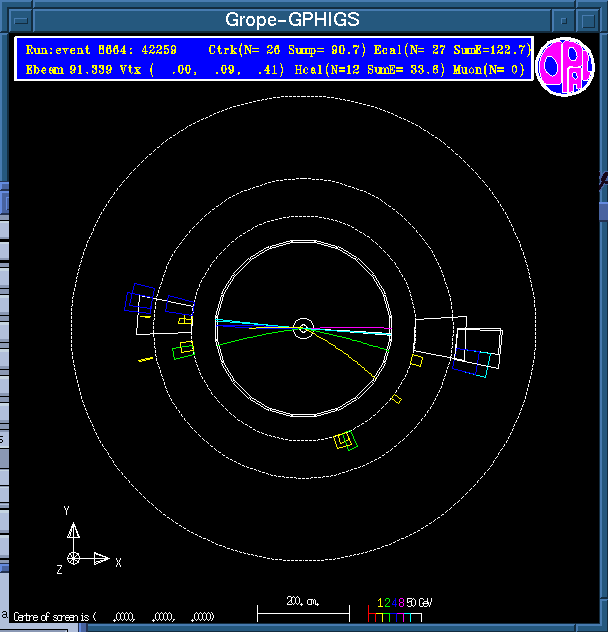 Grope-GPHIGS
Run:event 8664: 42259 Ctrk(N= 26 Sump= 90.7) Ecal(N= 27 SumE=122.7)
Ebeam 91.339 Vtx ( .00, .09, .41) Hcal(N=12 SumE= 33.6) Muon(N= 0)
OPAL
Y
X
Z
200. cm.
1 2 4 8 50 GeV
Centre of screen is ( .0000, .0000, .0000)